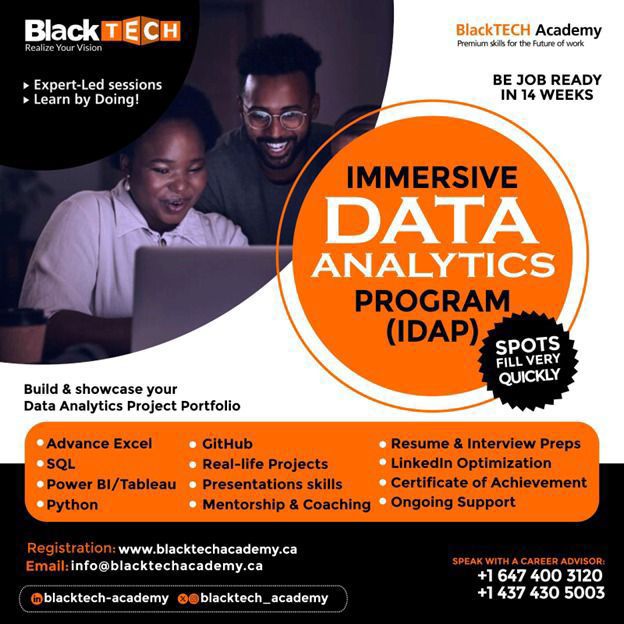 BlackTECH
Realize Your Vision
BlackTECH Academy
Premium skills for the Future of work
Expert-Led sessions
Learn by Doing!
BE JOB READY
IN 14 WEEKS
IMMERSIVE
DATA
ANALYTICS
PROGRAM
(IDAP)
SPOTS
FILL VERY
QUICKLY
Build & showcase your
Data Analytics Project Portfolio
Advance Excel
SQL
Power BI/Tableau
Python
GitHub
Real-life Projects
Presentations skills
Mentorship & Coaching
Resume & Interview Preps
LinkedIn Optimization
Certificate of Achievement
Ongoing Support
Registration: www.blacktechacademy.ca
Email: info@blacktechacademy.ca
blacktech-academy blacktech_academy
SPEAK WITH A CAREER ADVISOR:
+1 647 400 3120
+1 437 430 5003